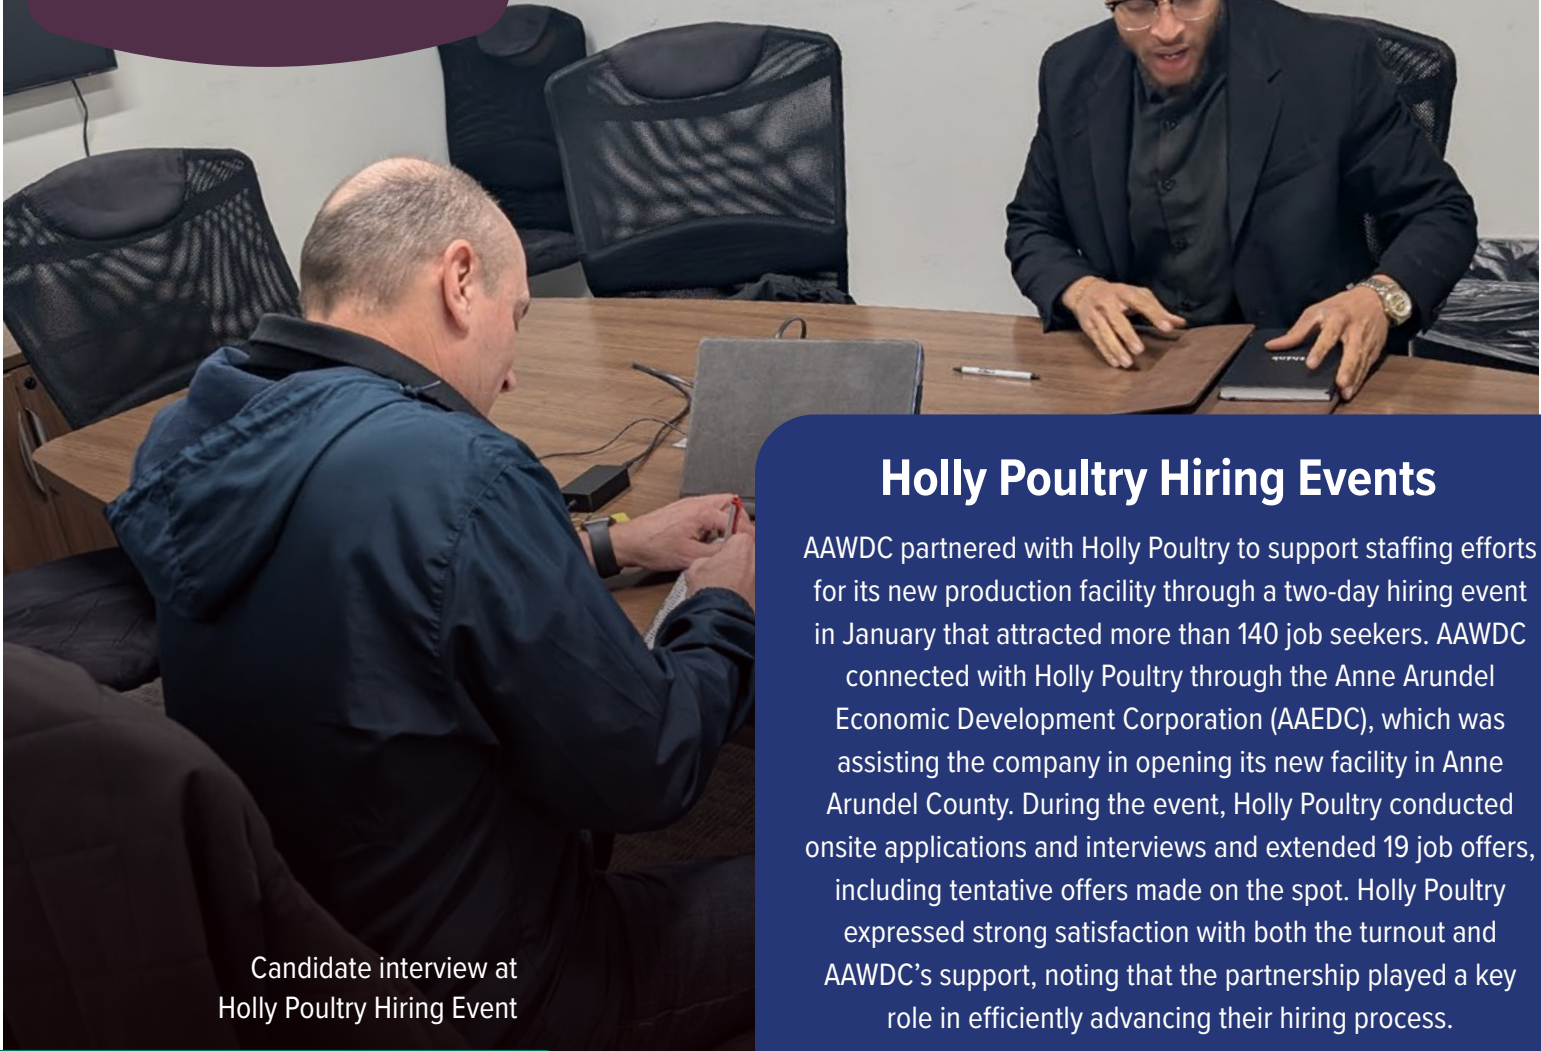 Holly Poultry Hiring Events
AAWDC partnered with Holly Poultry to support staffing efforts
for its new production facility through a two-day hiring event
in January that attracted more than 140 job seekers. AAWDC
connected with Holly Poultry through the Anne Arundel
Economic Development Corporation (AAEDC), which was
assisting the company in opening its new facility in Anne
Arundel County. During the event, Holly Poultry conducted
onsite applications and interviews and extended 19 job offers,
including tentative offers made on the spot. Holly Poultry
expressed strong satisfaction with both the turnout and
AAWDC’s support, noting that the partnership played a key
role in efficiently advancing their hiring process.
Candidate interview at
Holly Poultry Hiring Event